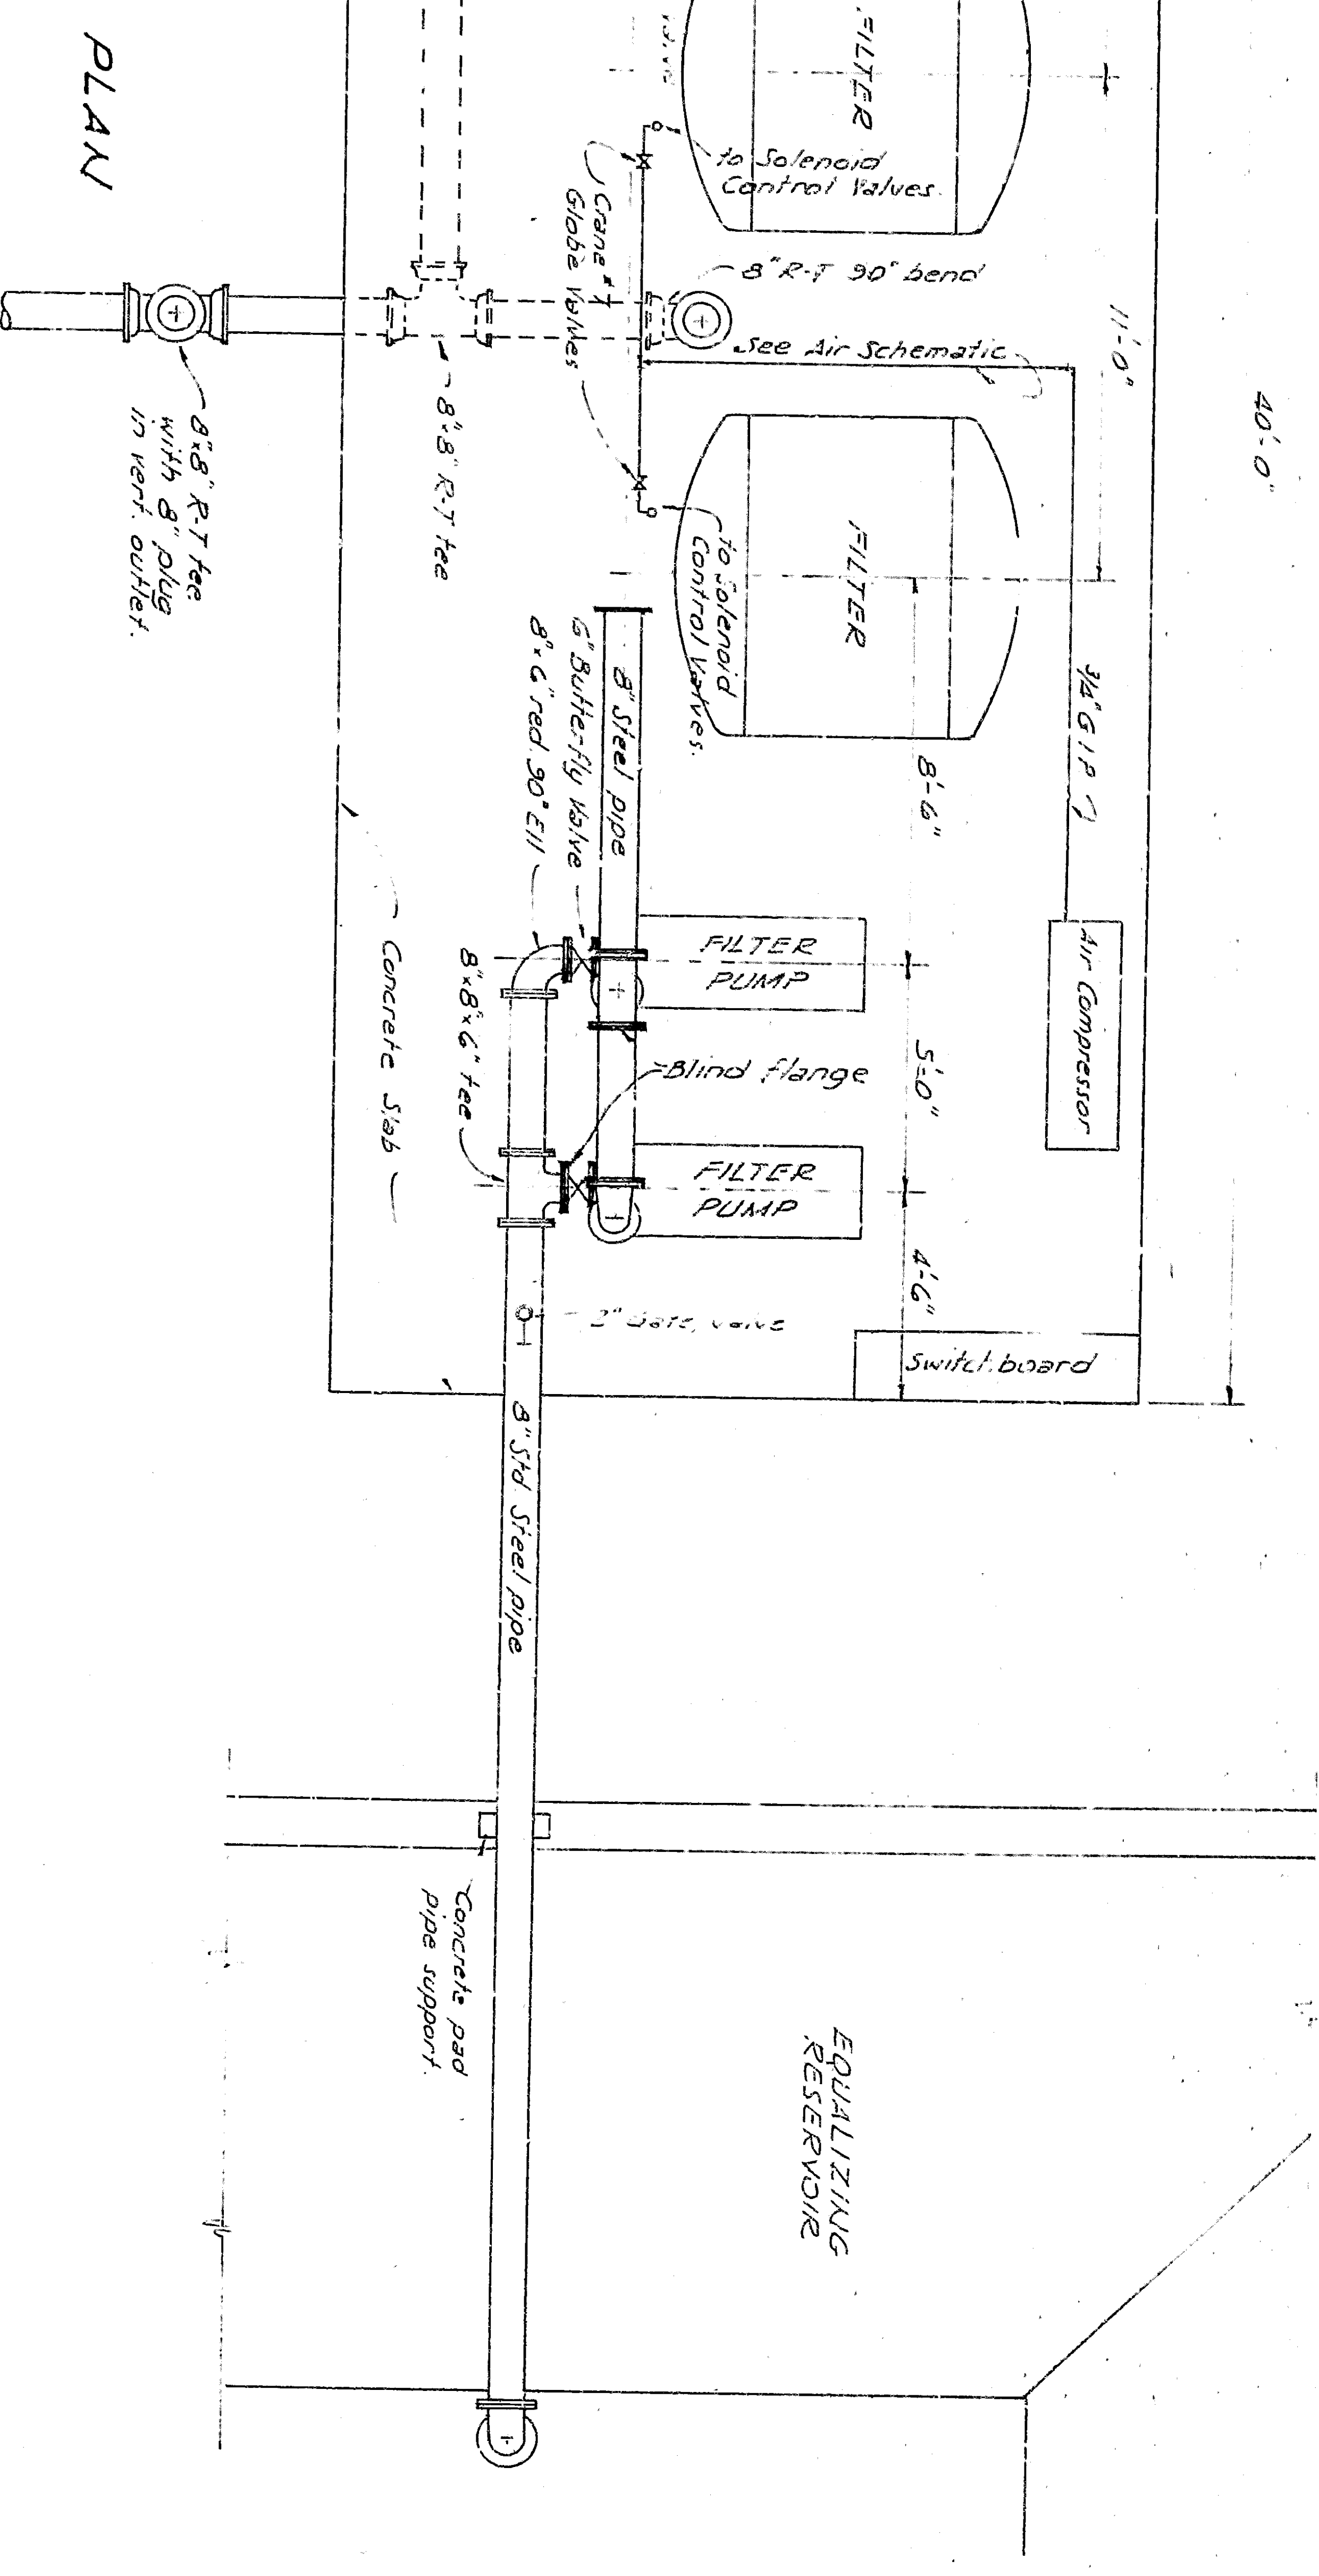 PLAN
FILTER
to Solenoid
Control Valves.
Crane #1
Globe Valves
8" R-T 90° bend
See Air Schematic
11'-0"
40'-0"
8"x8" R-T tee
8"x8" R-T tee
with 8" plug
in vert. outlet.
FILTER
to Solenoid
Control Valves.
3/4" G I P
8'-6"
8" Steel pipe
6" Butterfly Valve
8"x6" red. 90° Ell
FILTER
PUMP
Air Compressor
5'-0"
Concrete Slab
8"x8"x6" tee
Blind flange
FILTER
PUMP
4'-6"
2" Gate valve
Switchboard
8" Std. Steel pipe
Concrete pad
pipe support.
EQUALIZING
RESERVOIR